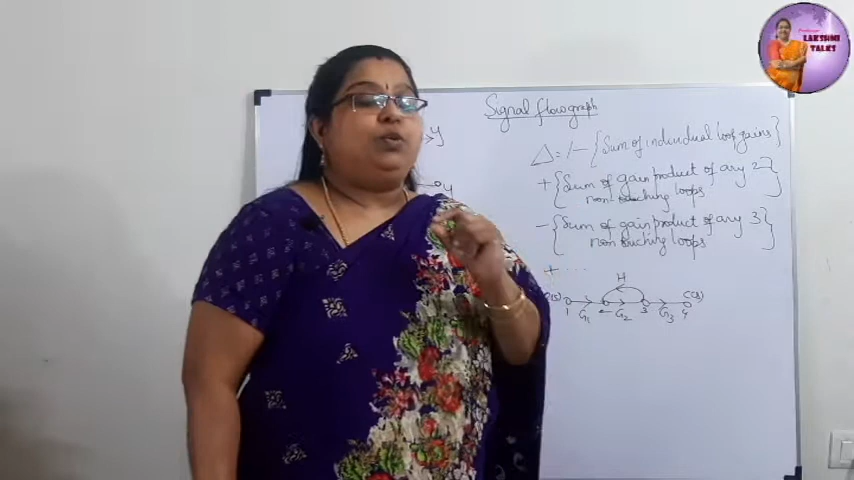 LAKSHMI
TALKS
Signal flowgraph
y
Δ = 1 - {Sum of individual loop gains}
+ {Sum of gain product of any 2
non-touching loops}
y
- {Sum of gain product of any 3
non touching loops}
+ ....
H
C(s)
1 G1 ← G2 3 G3 4